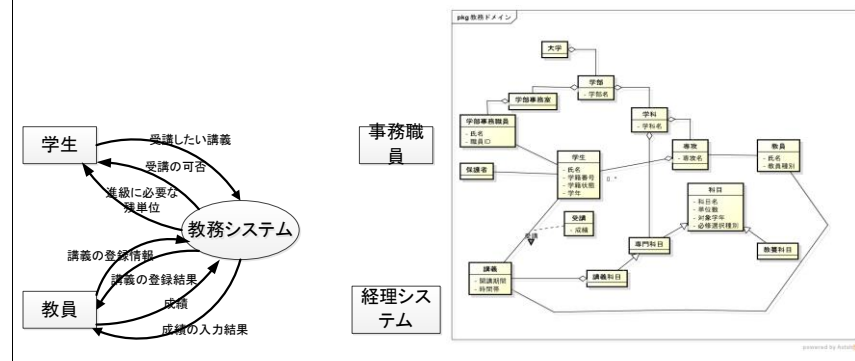 学生
受講したい講義
受講の可否
進級に必要な
残単位
教務システム
講義の登録情報
講義の登録結果
教員
成績
成績の入力結果
事務職
員
経理シス
テム
pkg 教務ドメイン
大学
学部
- 学部名
学部事務室
学部事務職員
- 氏名
- 職員ID
学科
- 学科名
専攻
- 専攻名
教員
- 氏名
- 教員種別
保護者
学生
- 氏名
- 学籍番号
- 学籍状態
- 学年
0..*
科目
- 科目名
- 単位数
- 対象学年
- 必修選択種別
受講
- 成績
受講
専門科目
教養科目
講義
- 開講期間
- 時間帯
講義科目
powered by Astah